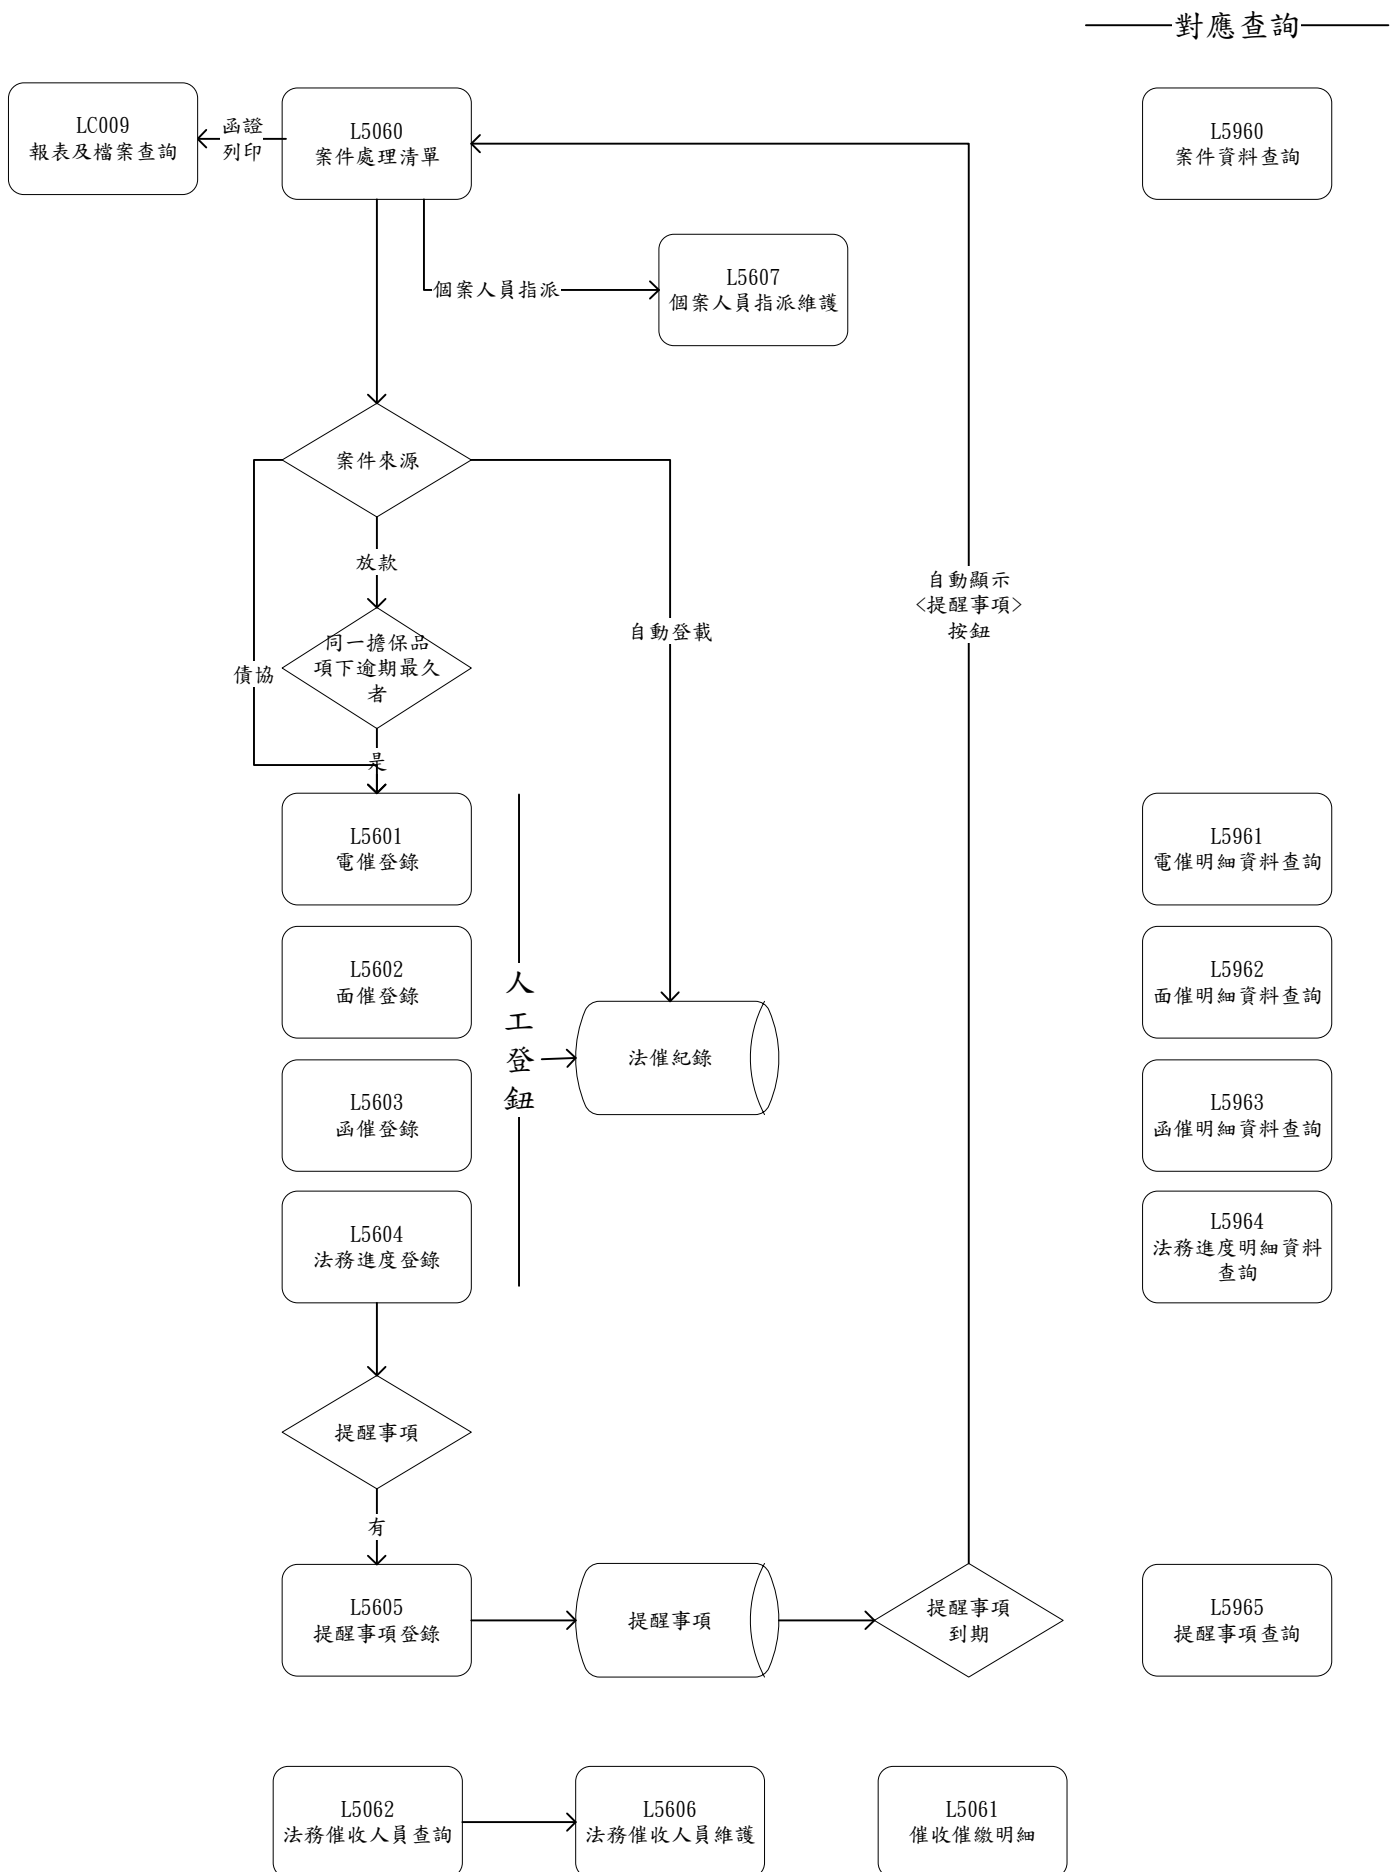 對應查詢
LC009
報表及檔案查詢
函證
列印
L5060
案件處理清單
L5960
案件資料查詢
個案人員指派
L5607
個案人員指派維護
案件來源
放款
自動登載
自動顯示
<提醒事項>
按鈕
同一擔保品
項下逾期最久
者
債協
是
L5601
電催登錄
L5961
電催明細資料查詢
L5602
面催登錄
L5962
面催明細資料查詢
人
工
登
鈕
法催紀錄
L5603
函催登錄
L5963
函催明細資料查詢
L5604
法務進度登錄
L5964
法務進度明細資料
查詢
提醒事項
有
L5605
提醒事項登錄
提醒事項
提醒事項
到期
L5965
提醒事項查詢
L5062
法務催收人員查詢
L5606
法務催收人員維護
L5061
催收催繳明細